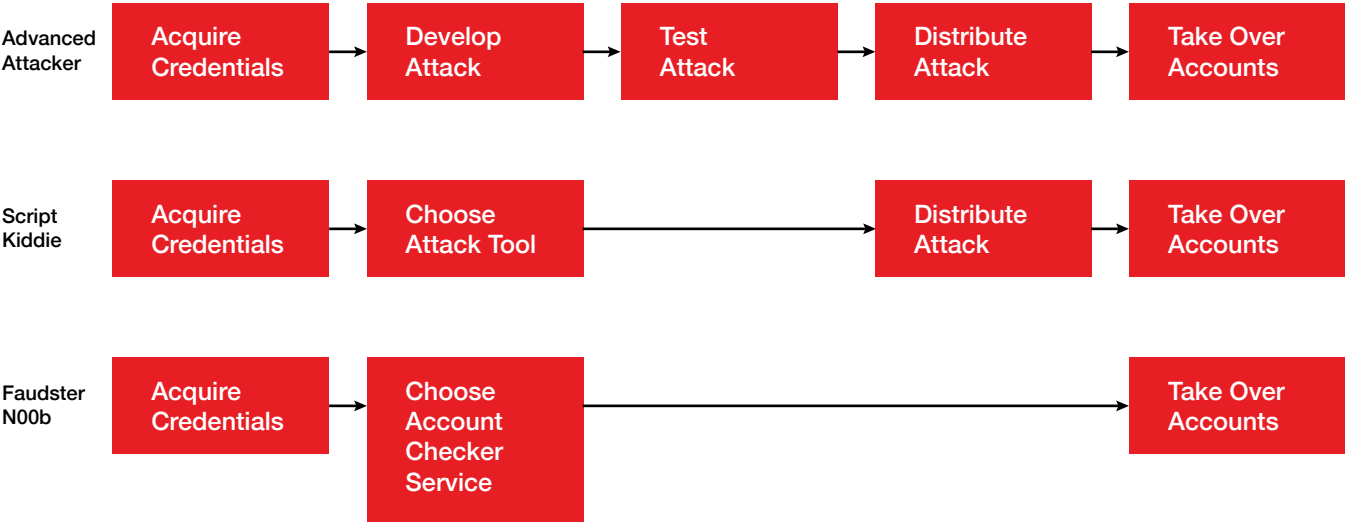 Advanced
Attacker
Acquire
Credentials
Develop
Attack
Test
Attack
Distribute
Attack
Take Over
Accounts
Script
Kiddie
Acquire
Credentials
Choose
Attack Tool
Distribute
Attack
Take Over
Accounts
Faudster
N00b
Acquire
Credentials
Choose
Account
Checker
Service
Take Over
Accounts